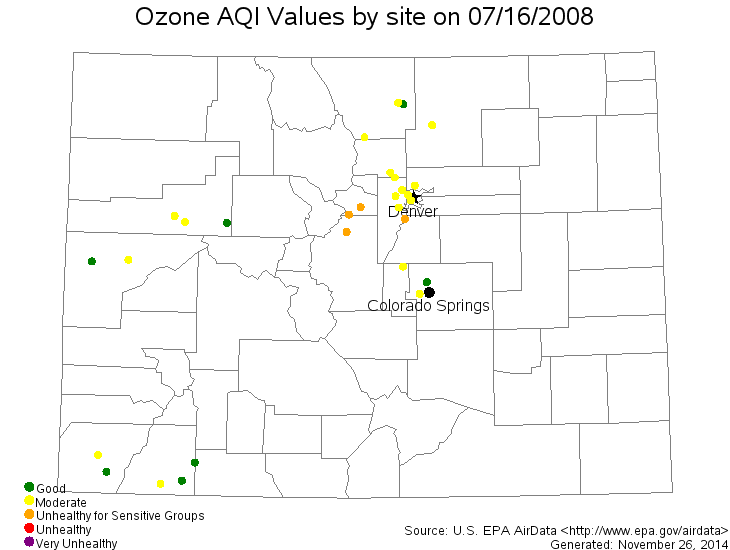 Ozone AQI Values by site on 07/16/2008
Denver
Colorado Springs
Good
Moderate
Unhealthy for Sensitive Groups
Unhealthy
Very Unhealthy
Source: U.S. EPA AirData <http://www.epa.gov/airdata>
Generated: November 26, 2014